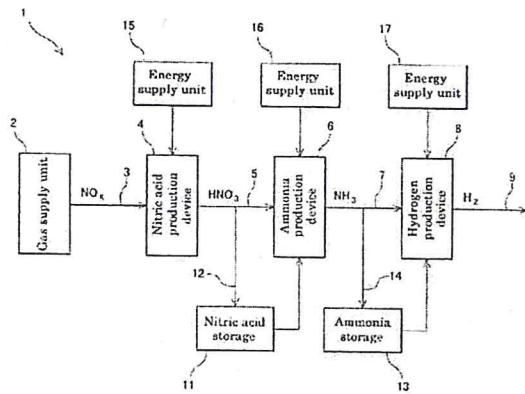 1
15
16
17
Energy
supply unit
Energy
supply unit
Energy
supply unit
2
4
6
8
Gas supply unit
NOx
3
Nitric acid
production
device
HNO3
5
Ammonia
production
device
NH3
7
Hydrogen
production
device
H2
9
12
14
Nitric acid
storage
Ammonia
storage
11
13